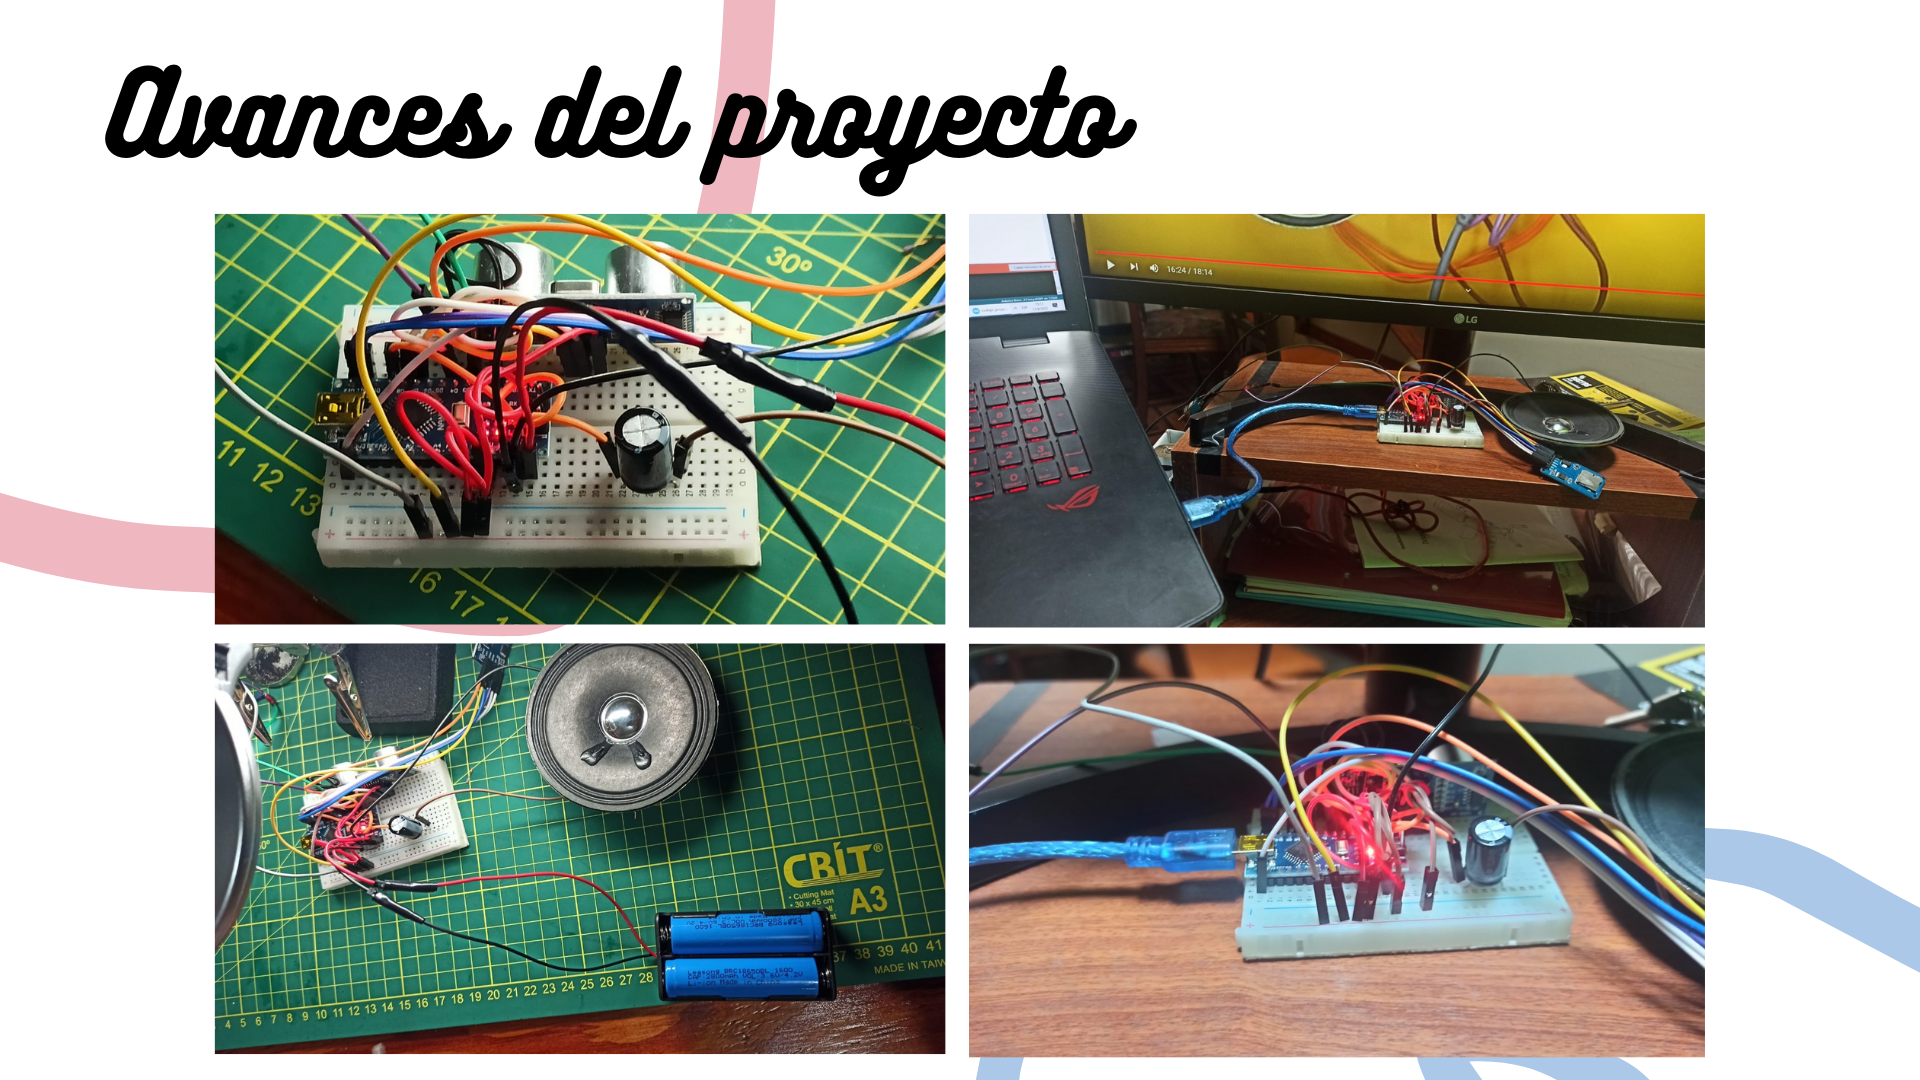 Avances del proyecto
30°
11 12 13
16 17 1
16:24 / 18:14
LG
CBIT®
• Cutting Mat
• 30 x 45 cm
A3
4 5 6 7 8 9 10 11 12 13 14 15 16 17 18 19 20 21 22 23 24 25 26 27 28
37 38 39 40 41
MADE IN TAIW